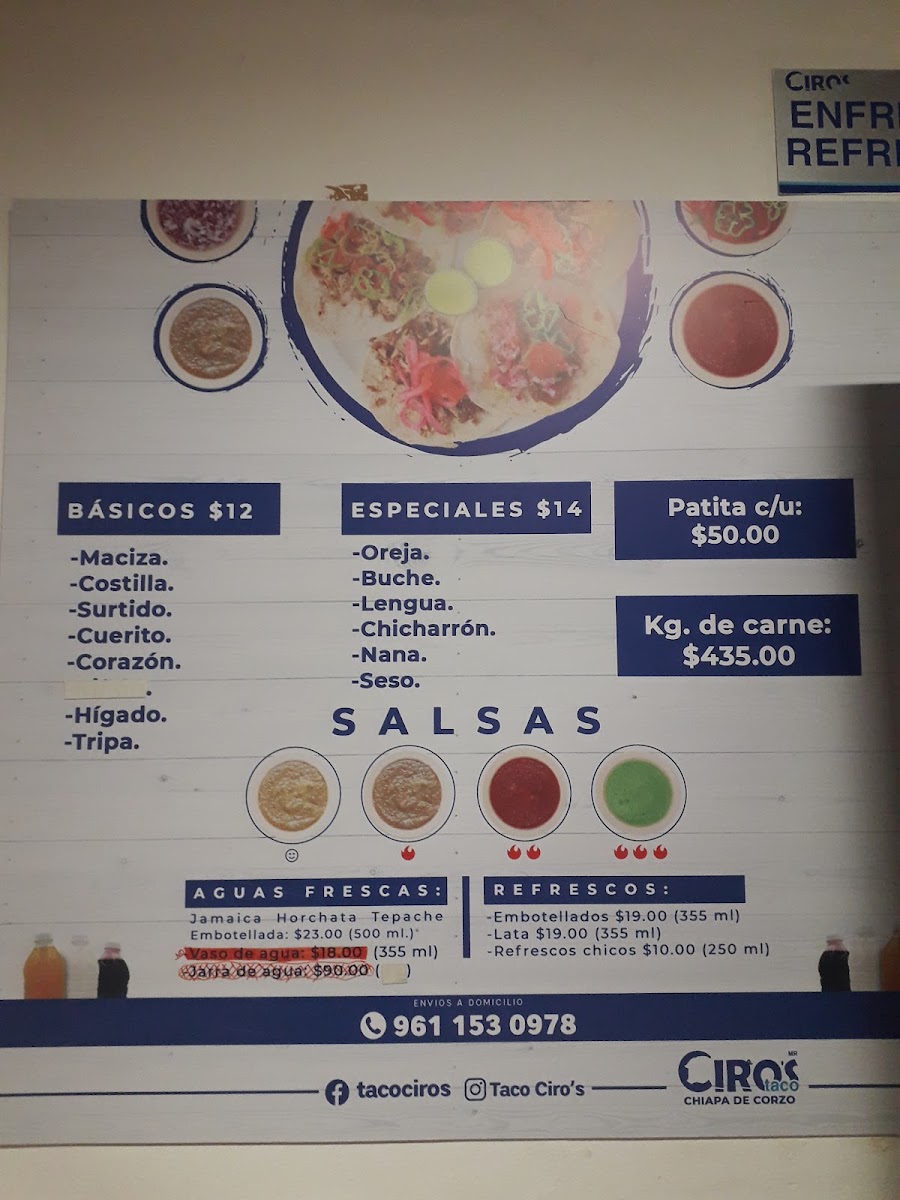 CIRO's
ENFR
REFR
BÁSICOS $12
-Maciza.
-Costilla.
-Surtido.
-Cuerito.
-Corazón.
-Hígado.
-Tripa.
ESPECIALES $14
-Oreja.
-Buche.
-Lengua.
-Chicharrón.
-Nana.
-Seso.
Patita c/u:
$50.00
Kg. de carne:
$435.00
SALSAS
AGUAS FRESCAS:
Jamaica Horchata Tepache
Embotellada: $23.00 (500 ml.)
-Vaso de agua: $18.00 (355 ml)
-Jarra de agua: $90.00 ( )
REFRESCOS:
-Embotellados $19.00 (355 ml)
-Lata $19.00 (355 ml)
-Refrescos chicos $10.00 (250 ml)
ENVIOS A DOMICILIO
961 153 0978
tacociros
Taco Ciro's
CIRO'S MR
taco
CHIAPA DE CORZO